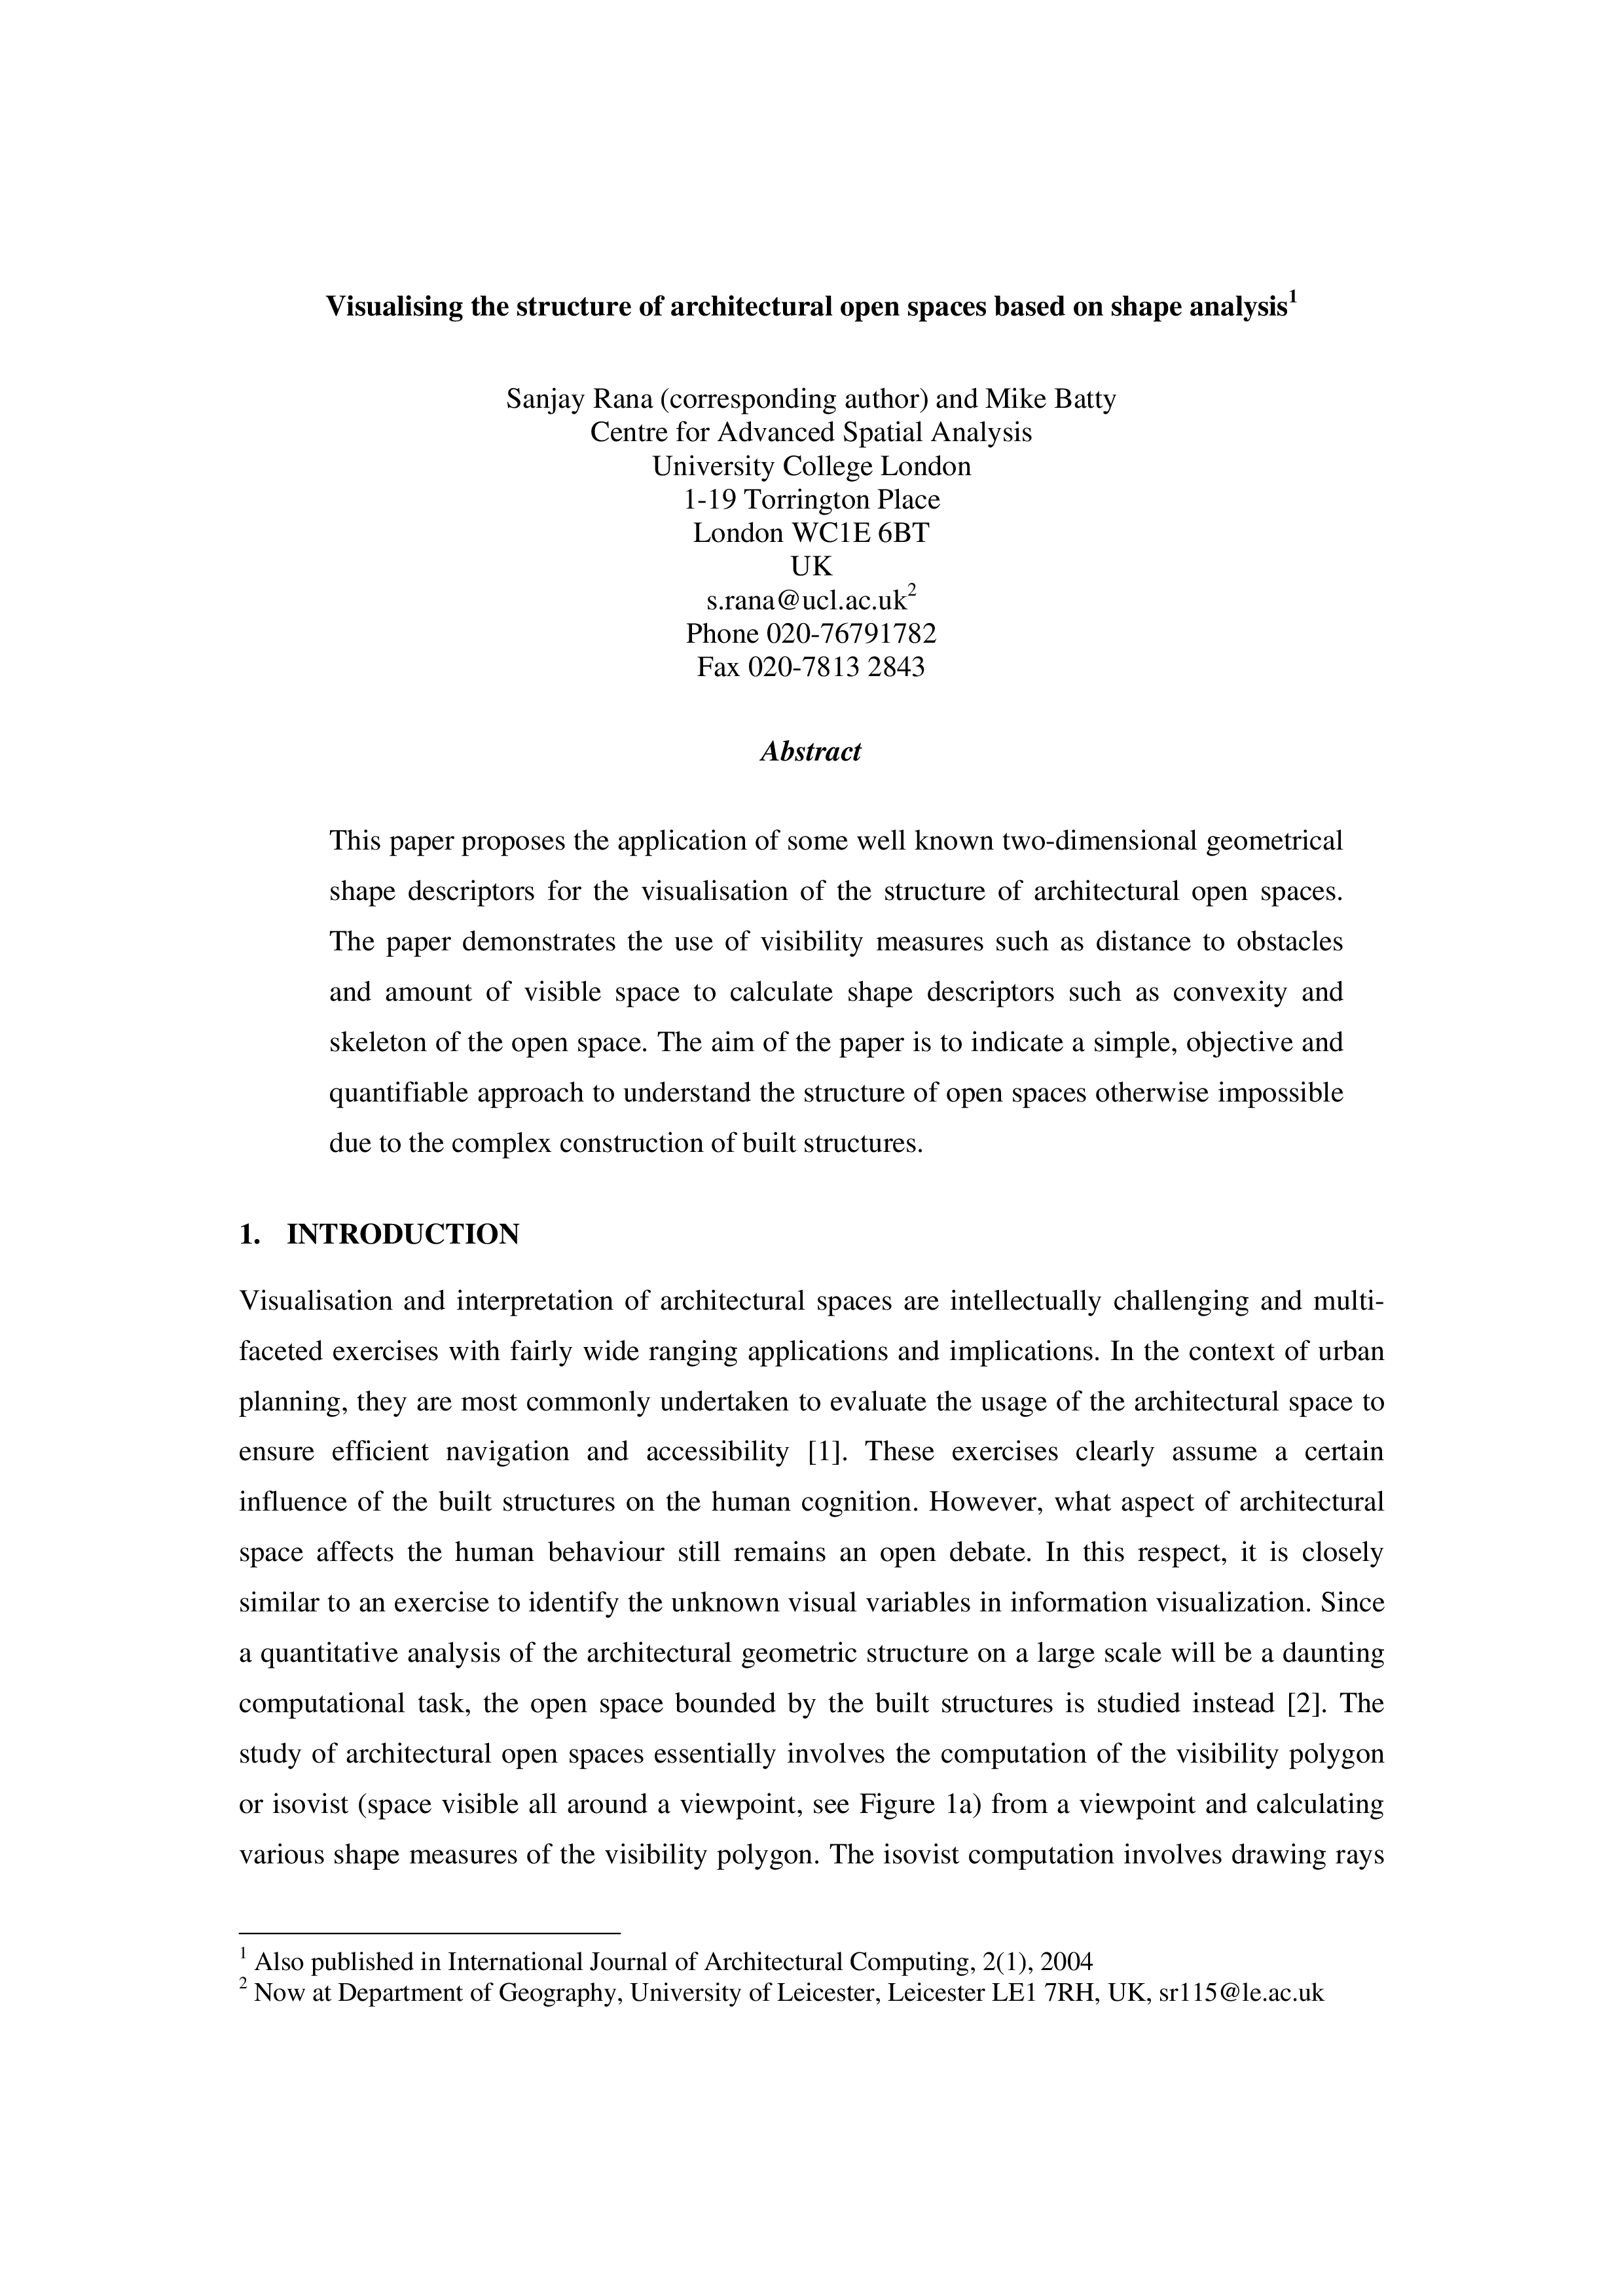 Visualising the structure of architectural open spaces based on shape analysis1
Sanjay Rana (corresponding author) and Mike Batty
Centre for Advanced Spatial Analysis
University College London
1-19 Torrington Place
London WC1E 6BT
UK
s.rana@ucl.ac.uk2
Phone 020-76791782
Fax 020-7813 2843
Abstract
This paper proposes the application of some well known two-dimensional geometrical
shape descriptors for the visualisation of the structure of architectural open spaces.
The paper demonstrates the use of visibility measures such as distance to obstacles
and amount of visible space to calculate shape descriptors such as convexity and
skeleton of the open space. The aim of the paper is to indicate a simple, objective and
quantifiable approach to understand the structure of open spaces otherwise impossible
due to the complex construction of built structures.
1. INTRODUCTION
Visualisation and interpretation of architectural spaces are intellectually challenging and multi-
faceted exercises with fairly wide ranging applications and implications. In the context of urban
planning, they are most commonly undertaken to evaluate the usage of the architectural space to
ensure efficient navigation and accessibility [1]. These exercises clearly assume a certain
influence of the built structures on the human cognition. However, what aspect of architectural
space affects the human behaviour still remains an open debate. In this respect, it is closely
similar to an exercise to identify the unknown visual variables in information visualization. Since
a quantitative analysis of the architectural geometric structure on a large scale will be a daunting
computational task, the open space bounded by the built structures is studied instead [2]. The
study of architectural open spaces essentially involves the computation of the visibility polygon
or isovist (space visible all around a viewpoint, see Figure 1a) from a viewpoint and calculating
various shape measures of the visibility polygon. The isovist computation involves drawing rays
1 Also published in International Journal of Architectural Computing, 2(1), 2004
2 Now at Department of Geography, University of Leicester, Leicester LE1 7RH, UK, sr115@le.ac.uk